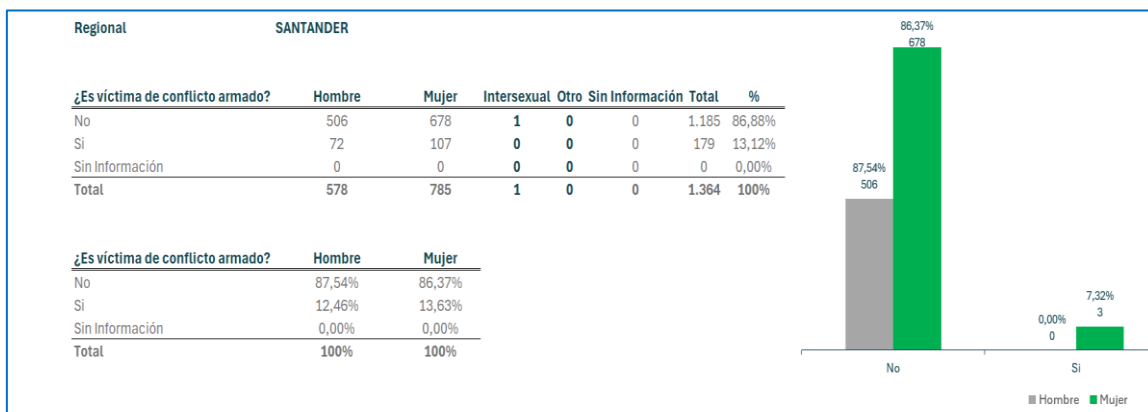 Regional SANTANDER
¿Es víctima de conflicto armado? Hombre Mujer Intersexual Otro Sin Información Total %
No 506 678 1 0 0 1.185 86,88%
Si 72 107 0 0 0 179 13,12%
Sin Información 0 0 0 0 0 0 0,00%
Total 578 785 1 0 0 1.364 100%
¿Es víctima de conflicto armado? Hombre Mujer
No 87,54% 86,37%
Si 12,46% 13,63%
Sin Información 0,00% 0,00%
Total 100% 100%
86,37%
678
87,54%
506
7,32%
3
0,00%
0
No Si
Hombre Mujer